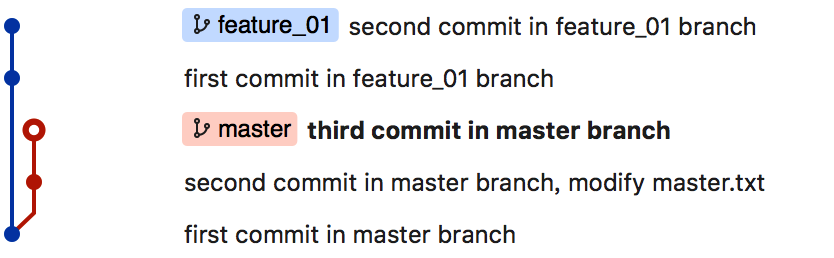 feature_01 second commit in feature_01 branch
first commit in feature_01 branch
master third commit in master branch
second commit in master branch, modify master.txt
first commit in master branch